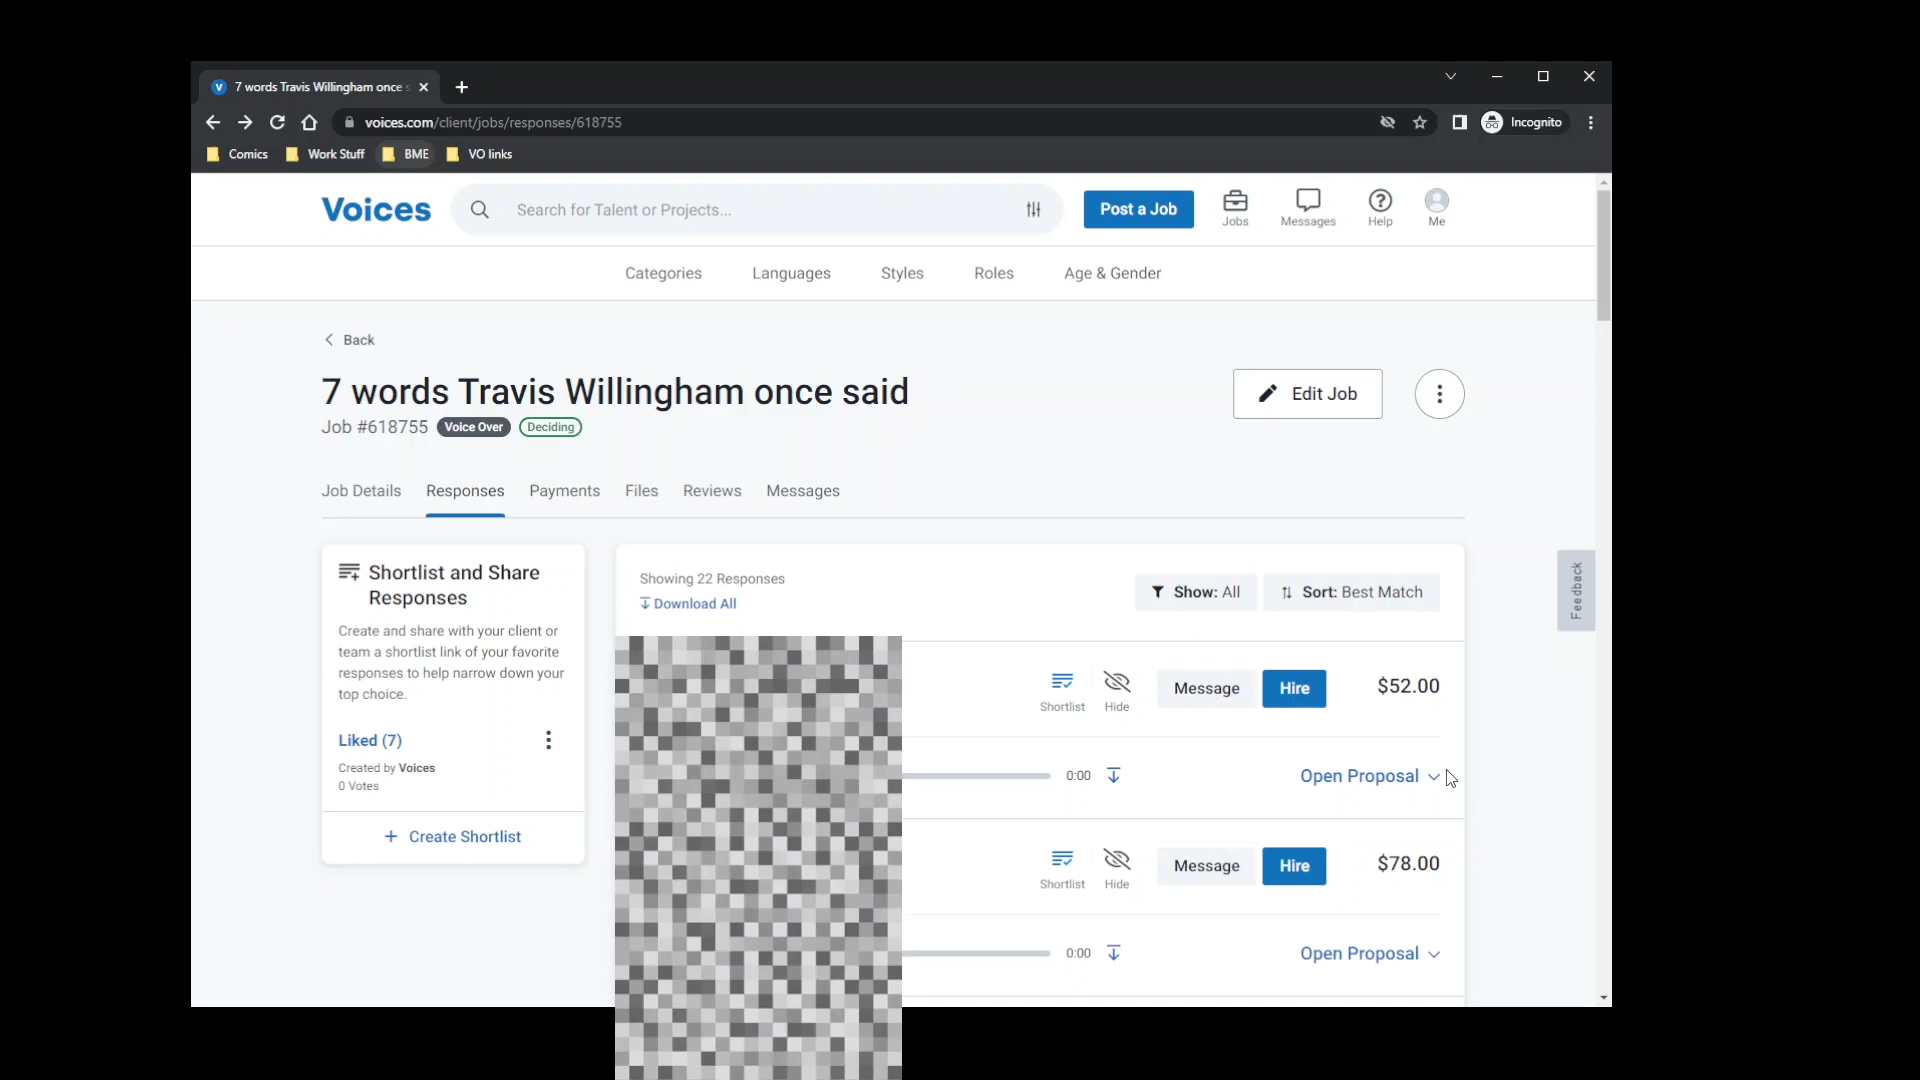 7 words Travis Willingham once s
voices.com/client/jobs/responses/618755
Incognito
Comics
Work Stuff
BME
VO links
Voices
Search for Talent or Projects...
Post a Job
Jobs
Messages
Help
Me
Categories
Languages
Styles
Roles
Age & Gender
Back
7 words Travis Willingham once said
Edit Job
Job #618755
Voice Over
Deciding
Job Details
Responses
Payments
Files
Reviews
Messages
Shortlist and Share
Responses
Create and share with your client or
team a shortlist link of your favorite
responses to help narrow down your
top choice.
Liked (7)
Created by Voices
0 Votes
+ Create Shortlist
Showing 22 Responses
Download All
Show: All
Sort: Best Match
Shortlist
Hide
Message
Hire
$52.00
0:00
Open Proposal
Shortlist
Hide
Message
Hire
$78.00
0:00
Open Proposal
Feedback